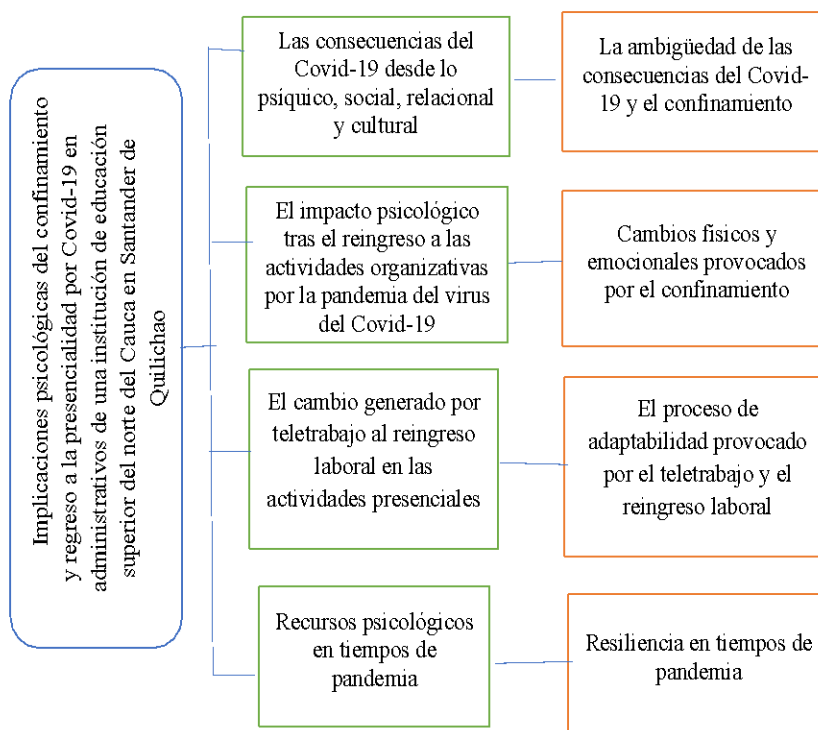 Implicaciones psicológicas del confinamiento
y regreso a la presencialidad por Covid-19 en
administrativos de una institución de educación
superior del norte del Cauca en Santander de
Quilichao
Las consecuencias del
Covid-19 desde lo
psíquico, social, relacional
y cultural
La ambigüedad de las
consecuencias del Covid-
19 y el confinamiento
El impacto psicológico
tras el reingreso a las
actividades organizativas
por la pandemia del virus
del Covid-19
Cambios físicos y
emocionales provocados
por el confinamiento
El cambio generado por
teletrabajo al reingreso
laboral en las
actividades presenciales
El proceso de
adaptabilidad provocado
por el teletrabajo y el
reingreso laboral
Recursos psicológicos
en tiempos de
pandemia
Resiliencia en tiempos de
pandemia